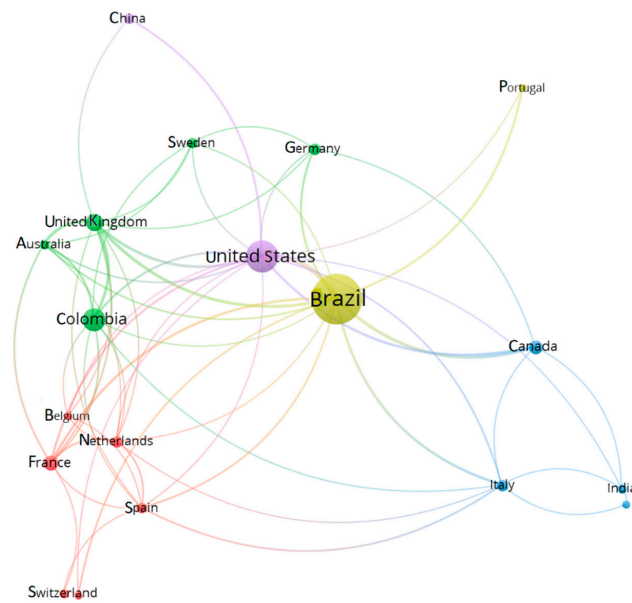 China
Portugal
Sweden
Germany
United Kingdom
Australia
United States
Brazil
Colombia
Canada
Belgium
Netherlands
France
Italy
India
Spain
Switzerland